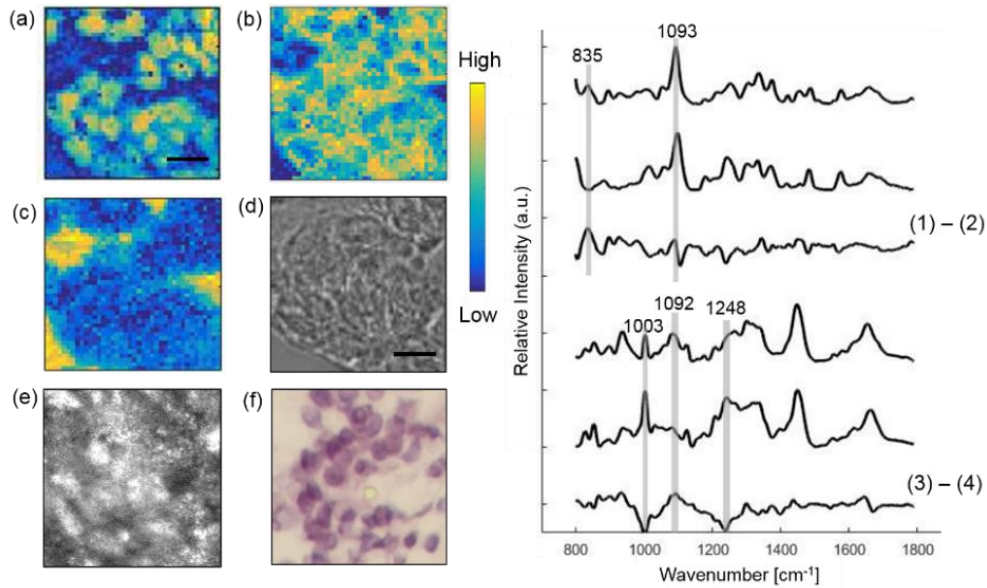 (a)
(b)
High
Low
(c)
(d)
(e)
(f)
835
1093
(1) – (2)
1003
1092
1248
(3) – (4)
Relative Intensity (a.u.)
800
1000
1200
1400
1600
1800
Wavenumber [cm⁻¹]